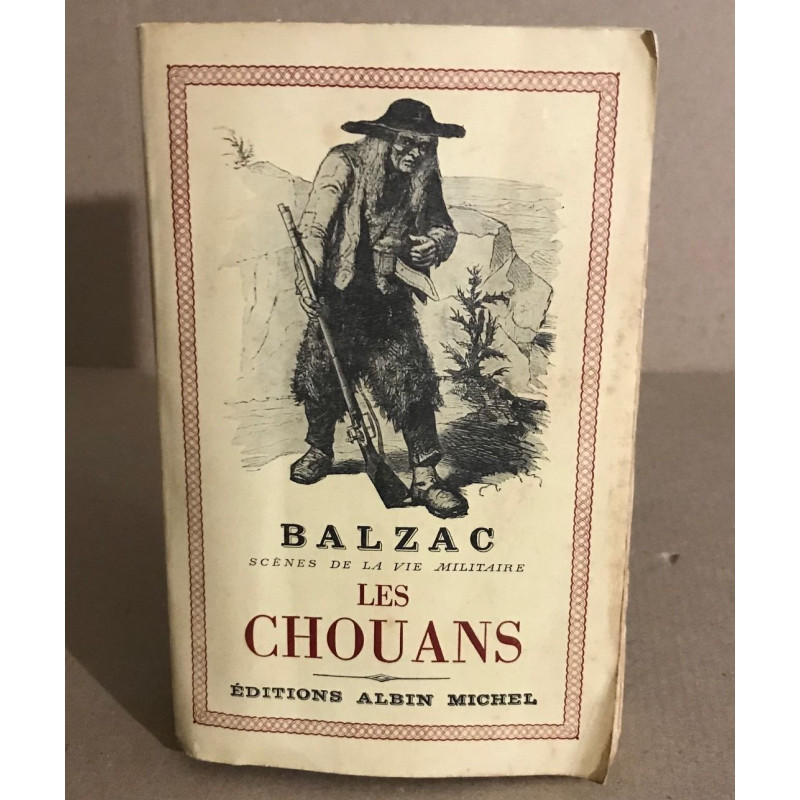 BALZAC
SCÈNES DE LA VIE MILITAIRE
LES
CHOUANS
ÉDITIONS ALBIN MICHEL